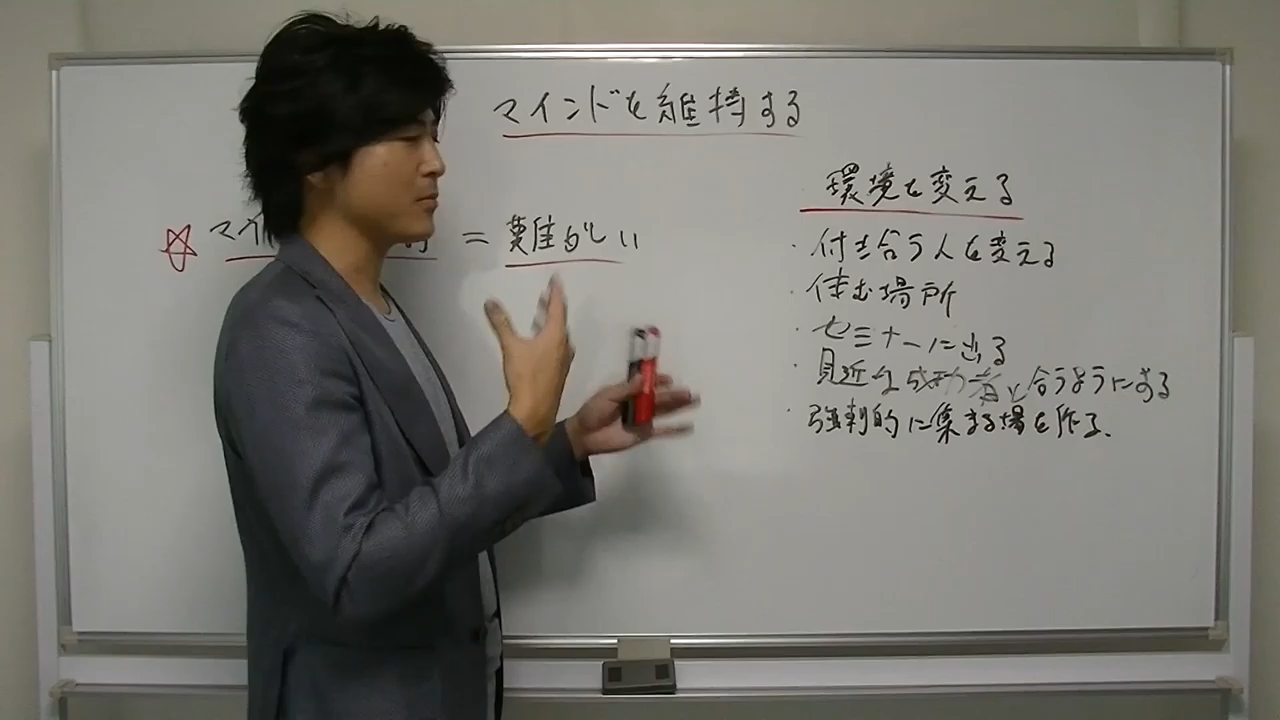 マインドを維持する
☆ マイ = 難がしい
環境を変える
・付き合う人を変える
・住む場所
・セミナーに出る
・見近な成功者と合うようにする
・強制的に集まる場を作る。